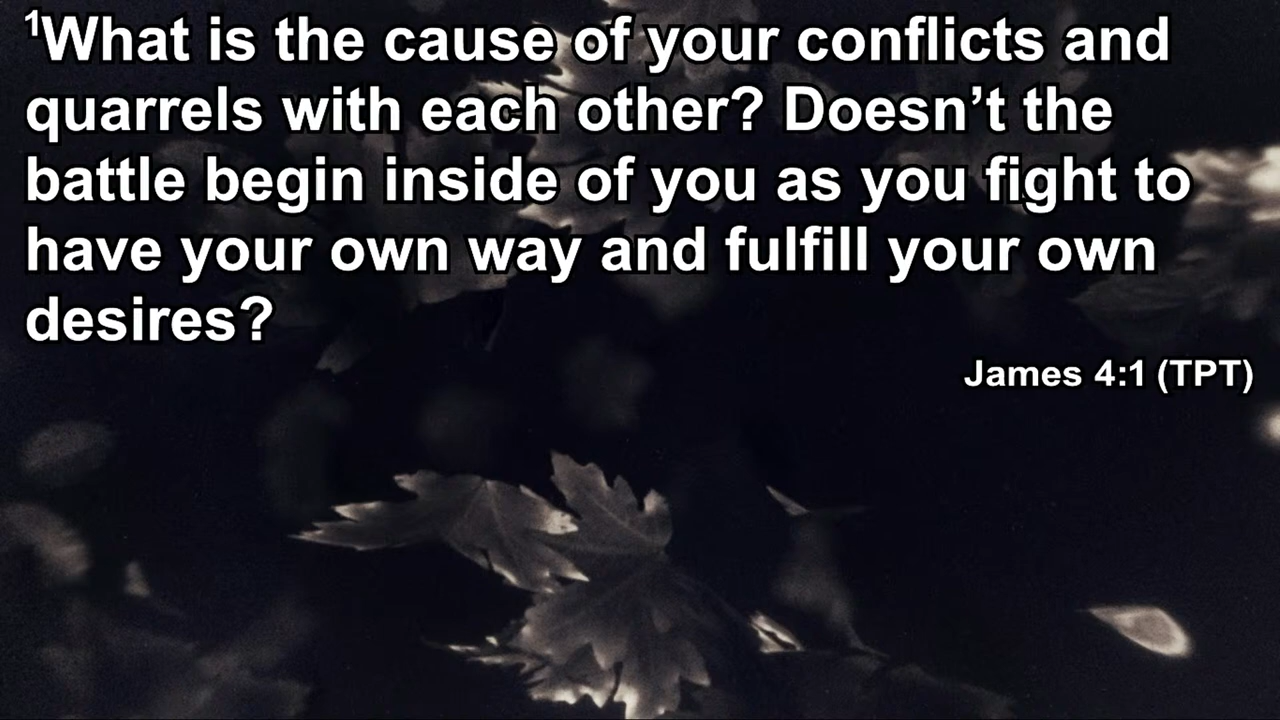 ¹What is the cause of your conflicts and
quarrels with each other? Doesn’t the
battle begin inside of you as you fight to
have your own way and fulfill your own
desires?
James 4:1 (TPT)